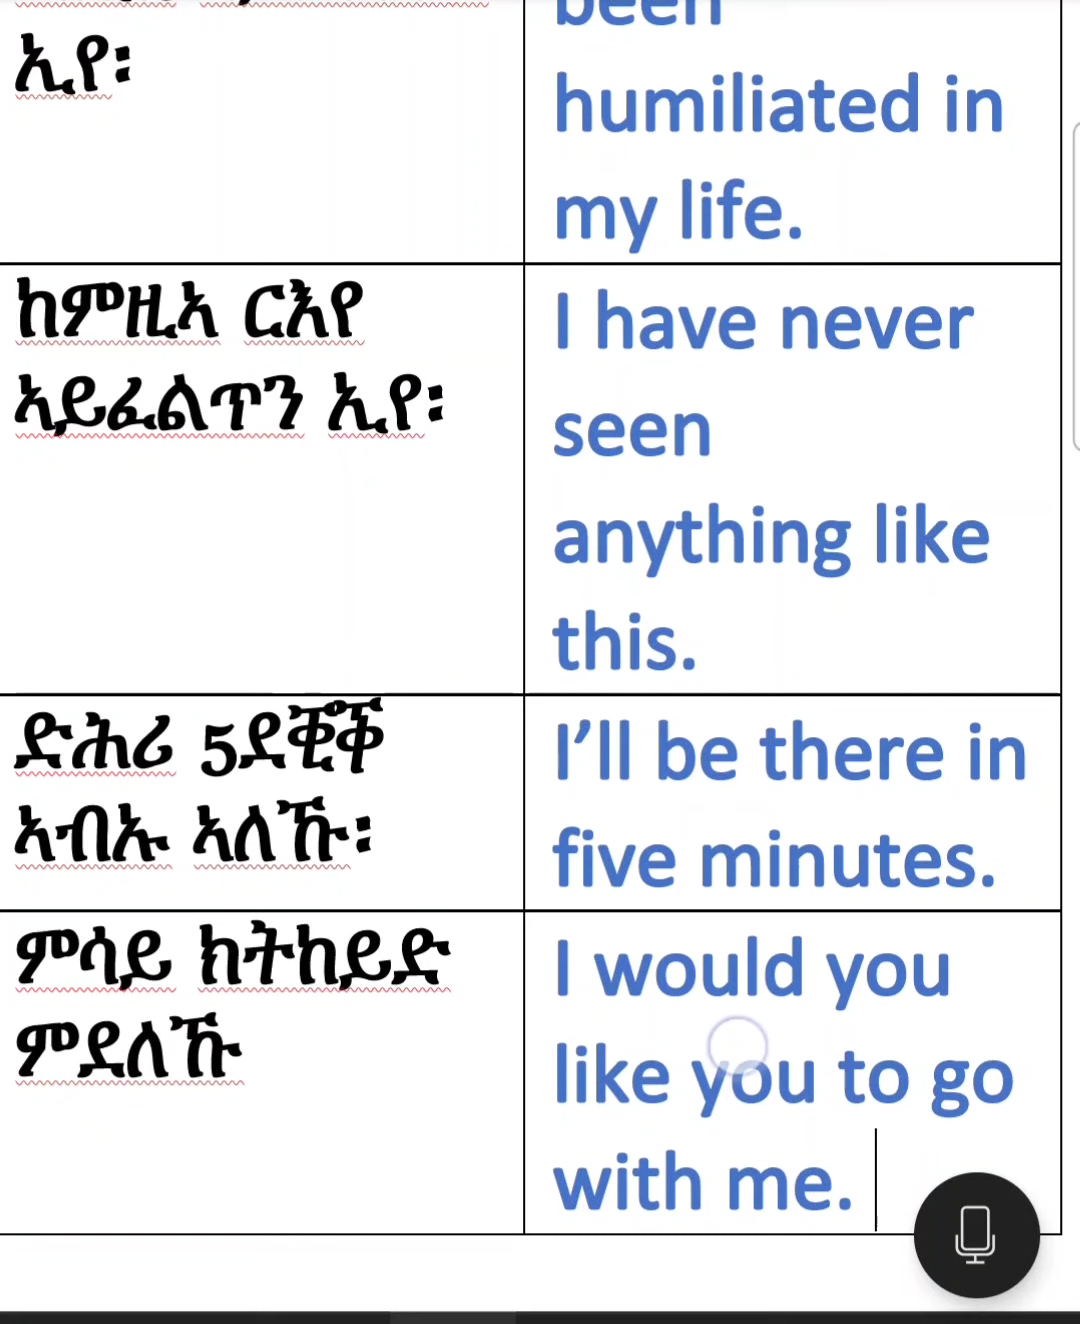 ኢየ፡
been
humiliated in
my life.
ከምዚኣ ርእየ
ኣይፈልጥን ኢየ፡
I have never
seen
anything like
this.
ድሕሪ 5ደቒቅ
ኣብኡ ኣለኹ፡
I’ll be there in
five minutes.
ምሳይ ክትከይድ
ምደለኹ
I would you
like you to go
with me.